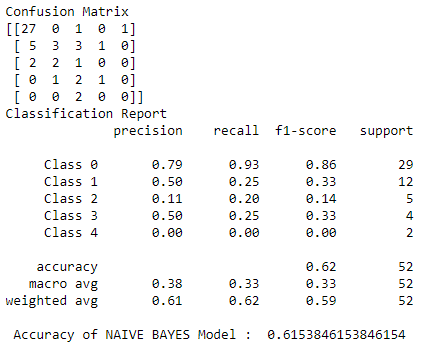 Confusion Matrix
[[27  0  1  0  1]
 [ 5  3  3  1  0]
 [ 2  2  1  0  0]
 [ 0  1  2  1  0]
 [ 0  0  2  0  0]]
Classification Report
              precision    recall  f1-score   support

     Class 0       0.79      0.93      0.86        29
     Class 1       0.50      0.25      0.33        12
     Class 2       0.11      0.20      0.14         5
     Class 3       0.50      0.25      0.33         4
     Class 4       0.00      0.00      0.00         2

    accuracy                           0.62        52
   macro avg       0.38      0.33      0.33        52
weighted avg       0.61      0.62      0.59        52

 Accuracy of NAIVE BAYES Model :  0.6153846153846154